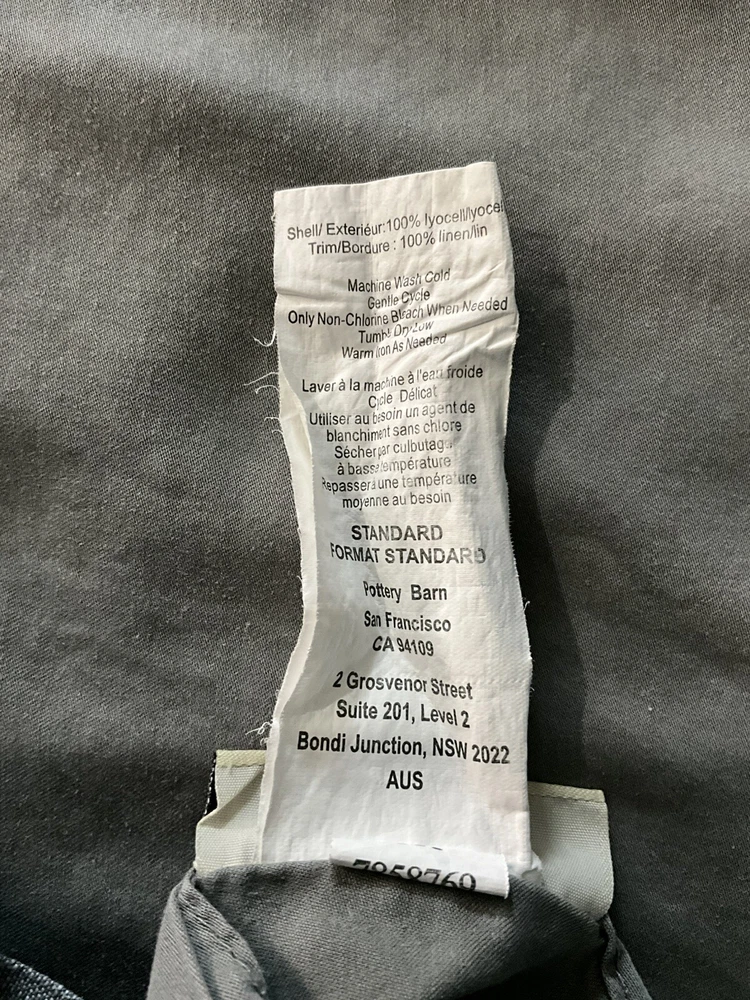 Shell/ Exteriéur:100% lyocell/lyocel
Trim/Bordure : 100% linen/lin
Machine Wash Cold
Gentle Cycle
Only Non-Chlorine Bleach When Needed
Tumbl Dry Low
Warm Iron As Needed
Laver à la machine à l'eau froide
Cycle Délicat
Utiliser au besoin un agent de
blanchiment sans chlore
Sécher par culbutag
à basse température
Repasser à une température
moyenne au besoin
STANDARD
FORMAT STANDARD
Pottery Barn
San Francisco
CA 94109
2 Grosvenor Street
Suite 201, Level 2
Bondi Junction, NSW 2022
AUS